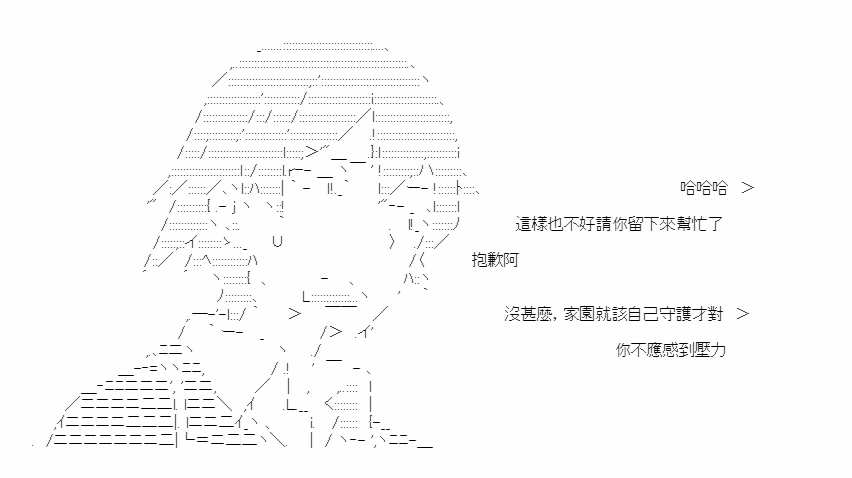 哈哈哈　＞
這樣也不好請你留下來幫忙了
抱歉阿
沒甚麼，家園就該自己守護才對　＞
你不應感到壓力